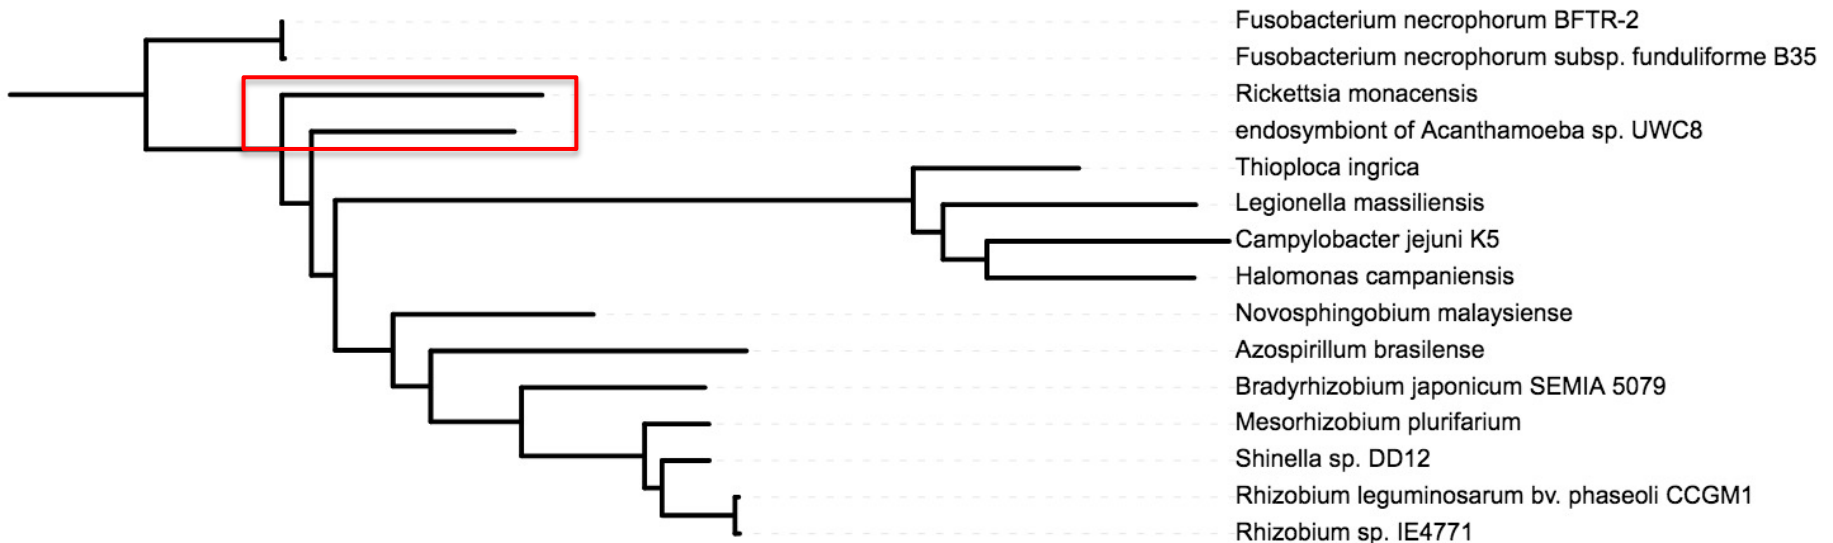 Fusobacterium necrophorum BFTR-2
Fusobacterium necrophorum subsp. funduliforme B35
Rickettsia monacensis
endosymbiont of Acanthamoeba sp. UWC8
Thioploca ingrica
Legionella massiliensis
Campylobacter jejuni K5
Halomonas campaniensis
Novosphingobium malaysiense
Azospirillum brasilense
Bradyrhizobium japonicum SEMIA 5079
Mesorhizobium plurifarium
Shinella sp. DD12
Rhizobium leguminosarum bv. phaseoli CCGM1
Rhizobium sp. IE4771